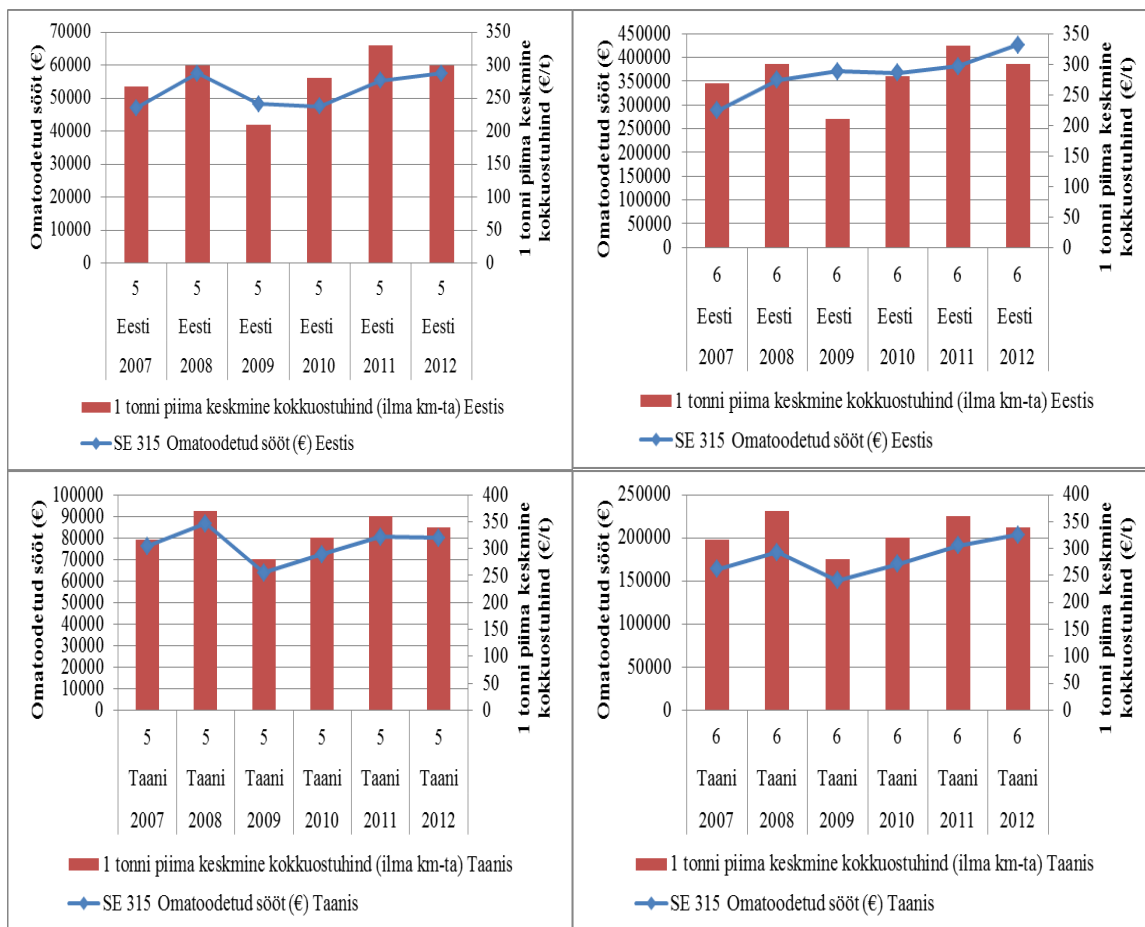 Omatoodetud sööt (€)
70000
60000
50000
40000
30000
20000
10000
0
350
300
250
200
150
100
50
0
1 tonni piima keskmine
kokkuostuhind (€/t)
5 5 5 5 5 5
Eesti Eesti Eesti Eesti Eesti Eesti
2007 2008 2009 2010 2011 2012
1 tonni piima keskmine kokkuostuhind (ilma km-ta) Eestis
SE 315 Omatoodetud sööt (€) Eestis
Omatoodetud sööt (€)
450000
400000
350000
300000
250000
200000
150000
100000
50000
0
350
300
250
200
150
100
50
0
1 tonni piima keskmine
kokkuostuhind (€/t)
6 6 6 6 6 6
Eesti Eesti Eesti Eesti Eesti Eesti
2007 2008 2009 2010 2011 2012
1 tonni piima keskmine kokkuostuhind (ilma km-ta) Eestis
SE 315 Omatoodetud sööt (€) Eestis
Omatoodetud sööt (€)
100000
90000
80000
70000
60000
50000
40000
30000
20000
10000
0
400
350
300
250
200
150
100
50
0
1 tonni piima keskmine
kokkuostuhind (€/t)
5 5 5 5 5 5
Taani Taani Taani Taani Taani Taani
2007 2008 2009 2010 2011 2012
1 tonni piima keskmine kokkuostuhind (ilma km-ta) Taanis
SE 315 Omatoodetud sööt (€) Taanis
Omatoodetud sööt (€)
250000
200000
150000
100000
50000
0
400
350
300
250
200
150
100
50
0
1 tonni piima keskmine
kokkuostuhind (€/t)
6 6 6 6 6 6
Taani Taani Taani Taani Taani Taani
2007 2008 2009 2010 2011 2012
1 tonni piima keskmine kokkuostuhind (ilma km-ta) Taanis
SE 315 Omatoodetud sööt (€) Taanis